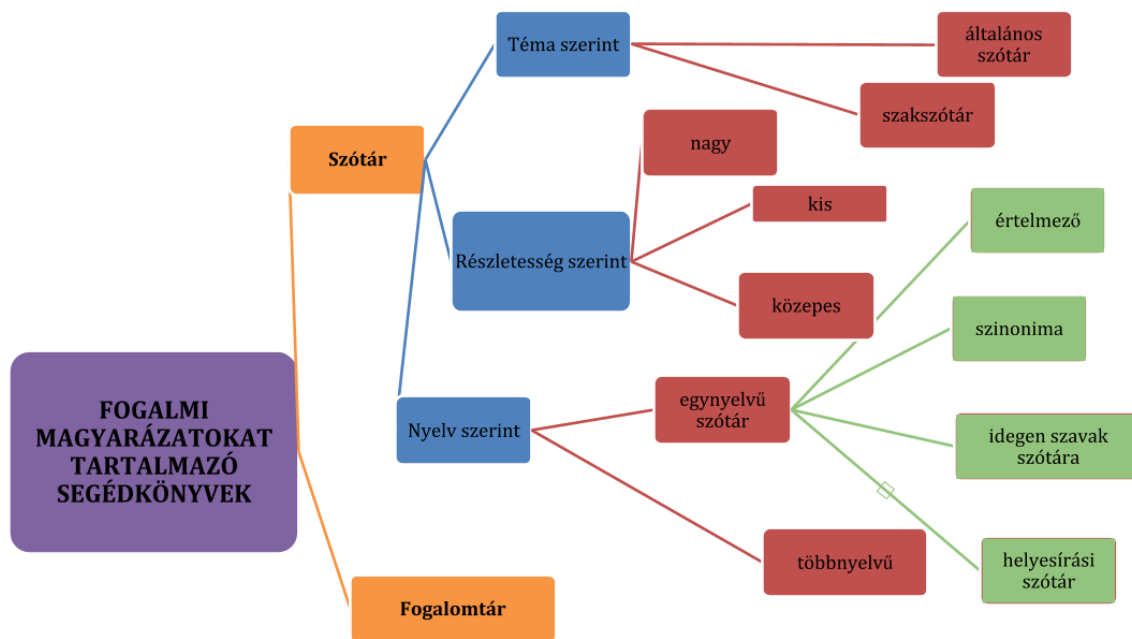 Téma szerint
általános
szótár
szakszótár
Szótár
nagy
kis
Részletesség szerint
közepes
értelmező
szinonima
FOGALMI
MAGYARÁZATOKAT
TARTALMAZÓ
SEGÉDKÖNYVEK
Nyelv szerint
egynyelvű
szótár
idegen szavak
szótára
többnyelvű
helyesírási
szótár
Fogalomtár